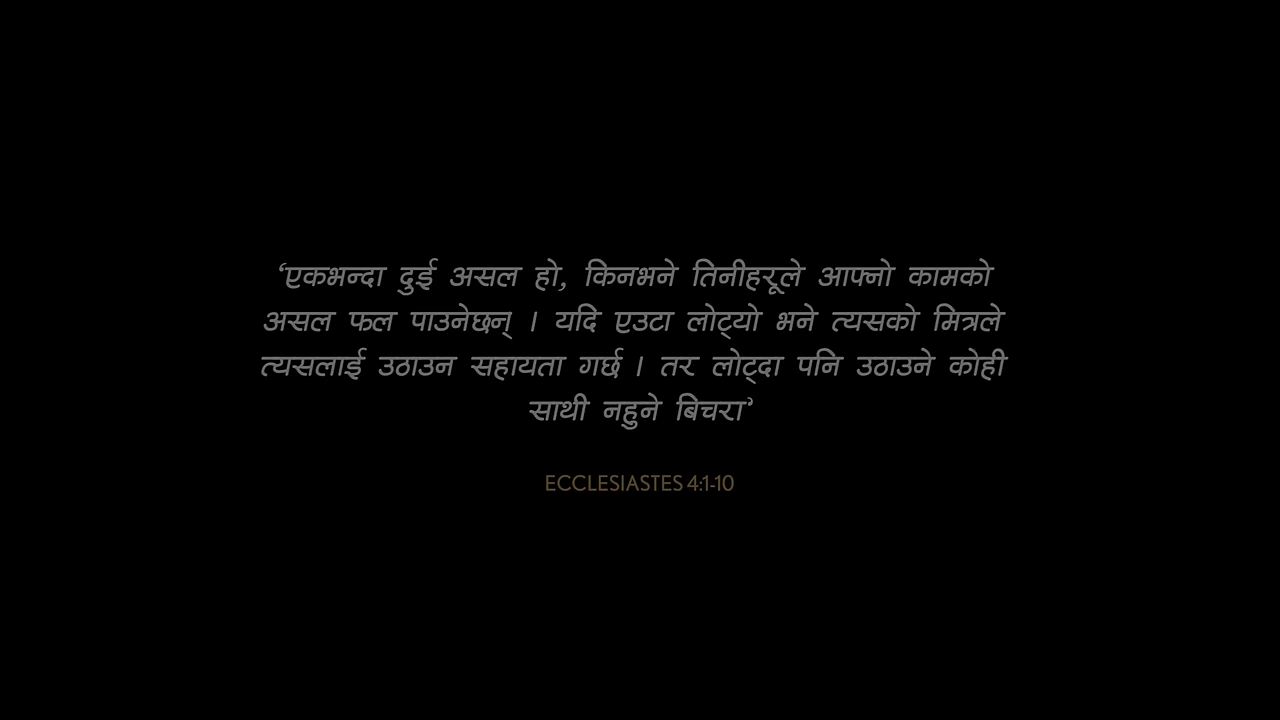 ‘एकभन्दा दुई असल हो, किनभने तिनीहरूले आफ्नो कामको
असल फल पाउनेछन् । यदि एउटा लोट्यो भने त्यसको मित्रले
त्यसलाई उठाउन सहायता गर्छ । तर लोट्दा पनि उठाउने कोही
साथी नहुने बिचरा’
ECCLESIASTES 4:1-10